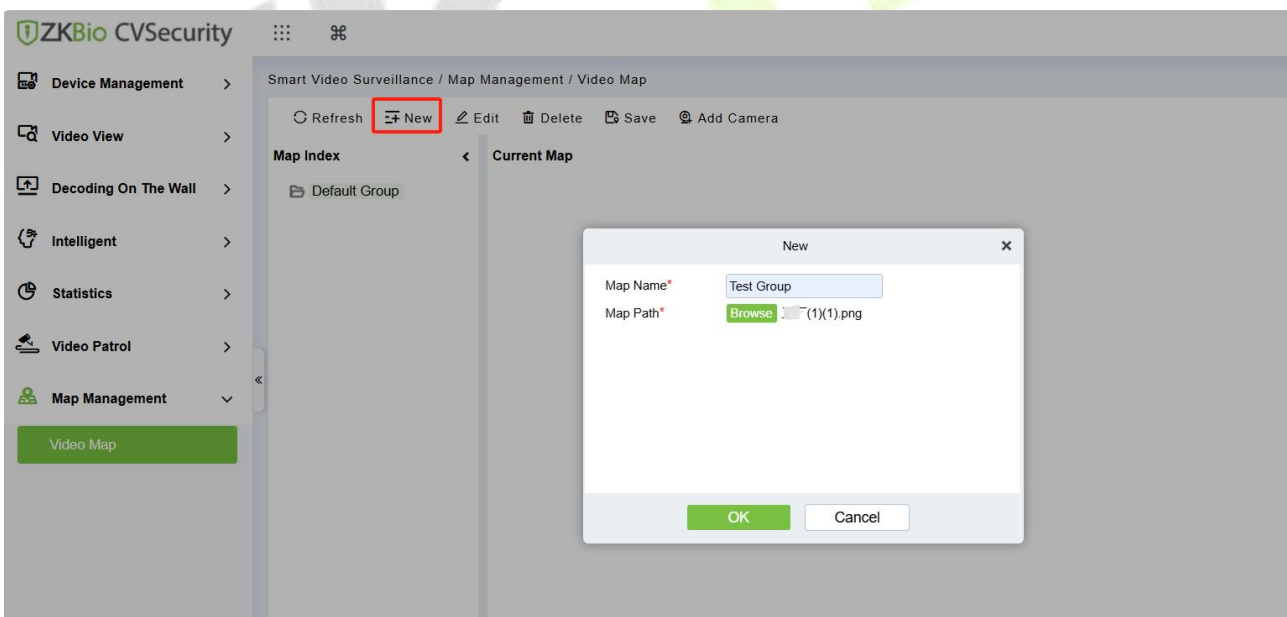 ZKBio CVSecurity
Device Management
Video View
Decoding On The Wall
Intelligent
Statistics
Video Patrol
Map Management
Video Map
Smart Video Surveillance / Map Management / Video Map
Refresh New Edit Delete Save Add Camera
Map Index Current Map
Default Group
New
Map Name* Test Group
Map Path* Browse (1)(1).png
OK Cancel